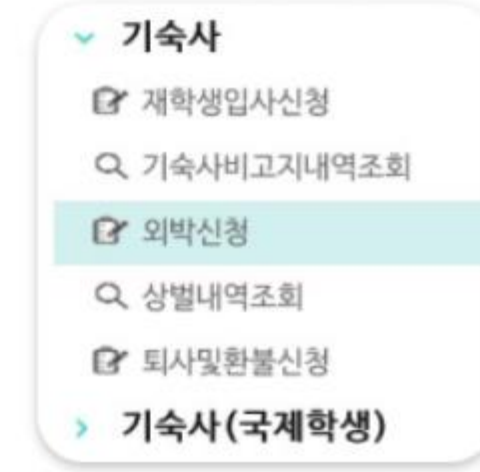 기숙사
재학생입사신청
기숙사비고지내역조회
외박신청
상벌내역조회
퇴사및환불신청
기숙사(국제학생)